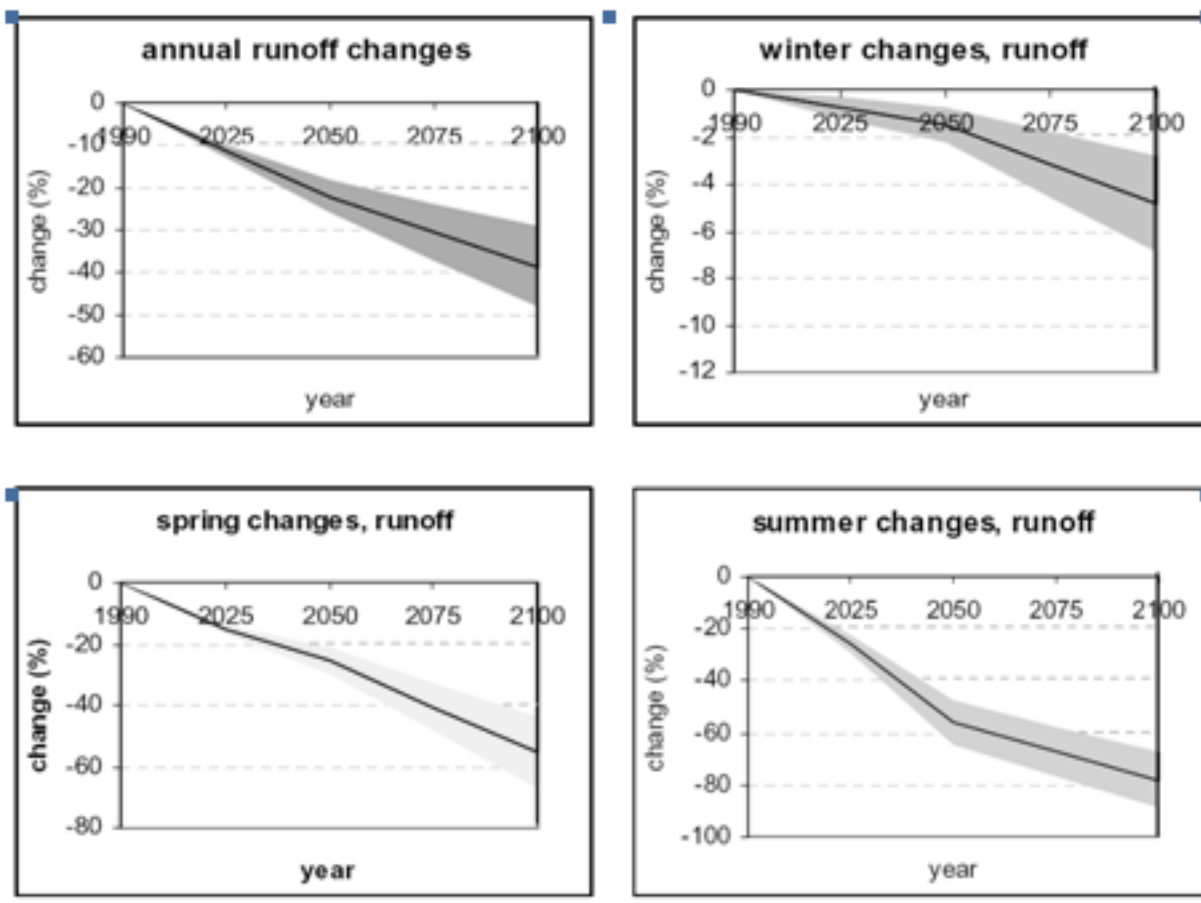 annual runoff changes
0
1990 2025 2050 2075 2100
-10
-20
-30
-40
-50
-60
change (%)
year
winter changes, runoff
0
1990 2025 2050 2075 2100
-2
-4
-6
-8
-10
-12
change (%)
year
spring changes, runoff
0
1990 2025 2050 2075 2100
-20
-40
-60
-80
change (%)
year
summer changes, runoff
0
1990 2025 2050 2075 2100
-20
-40
-60
-80
-100
change (%)
year